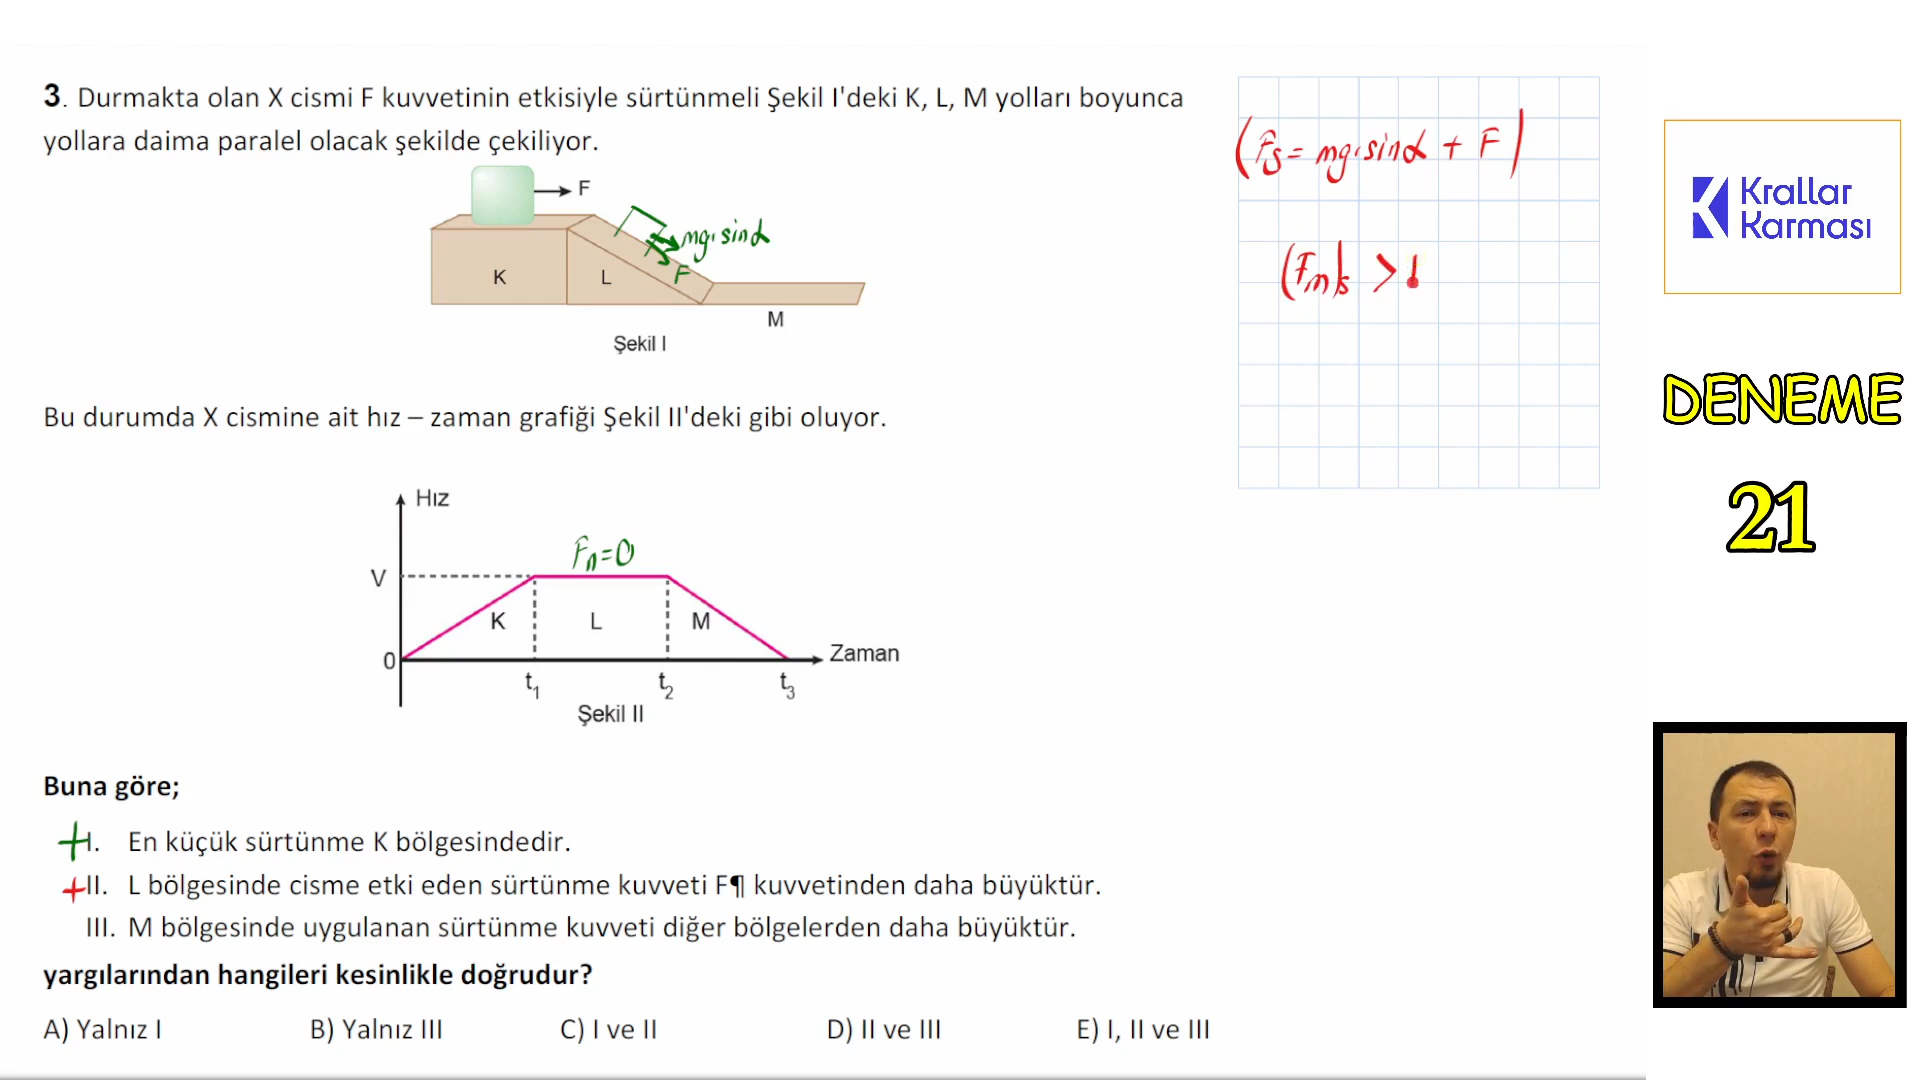 3. Durmakta olan X cismi F kuvvetinin etkisiyle sürtünmeli Şekil I'deki K, L, M yolları boyunca
yollara daima paralel olacak şekilde çekiliyor.
F
mg.sinα
F
K
L
M
Şekil I
(Fs = mg.sinα + F)
>
Krallar
Karması
DENEME
21
Bu durumda X cismine ait hız – zaman grafiği Şekil II'deki gibi oluyor.
Hız
Fn=0
V
K
L
M
0
Zaman
t1
t2
t3
Şekil II
Buna göre;
I. En küçük sürtünme K bölgesindedir.
II. L bölgesinde cisme etki eden sürtünme kuvveti F¶ kuvvetinden daha büyüktür.
III. M bölgesinde uygulanan sürtünme kuvveti diğer bölgelerden daha büyüktür.
yargılarından hangileri kesinlikle doğrudur?
A) Yalnız I
B) Yalnız III
C) I ve II
D) II ve III
E) I, II ve III